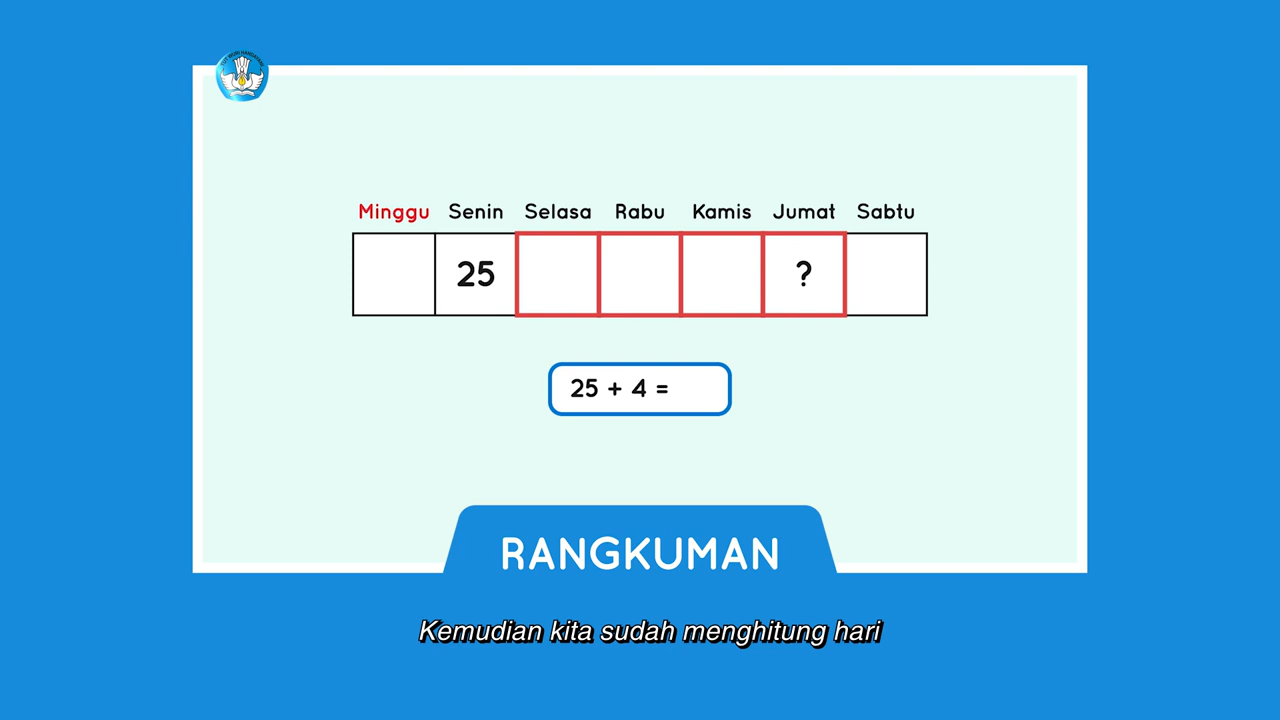 Minggu Senin Selasa Rabu Kamis Jumat Sabtu
25 ?
25 + 4 =
RANGKUMAN
Kemudian kita sudah menghitung hari